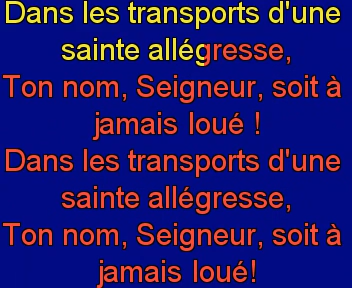 Dans les transports d'une
sainte allégresse,
Ton nom, Seigneur, soit à
jamais loué !
Dans les transports d'une
sainte allégresse,
Ton nom, Seigneur, soit à
jamais loué!